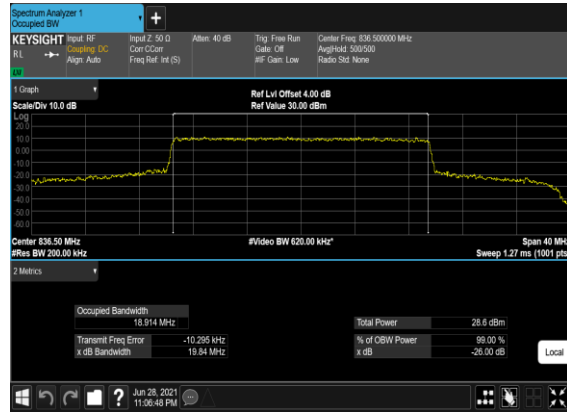 Spectrum Analyzer 1
Occupied BW
+
KEYSIGHT Input: RF Input Z: 50 Ω Atten: 40 dB Trig: Free Run Center Freq: 836.500000 MHz
RL Coupling: DC Corr CCorr Gate: Off Avg|Hold: 500/500
Align: Auto Freq Ref: Int (S) #IF Gain: Low Radio Std: None
1 Graph
Scale/Div 10.0 dB Ref Lvl Offset 4.00 dB
Ref Value 30.00 dBm
Log
20.0
10.0
0.00
-10.0
-20.0
-30.0
-40.0
-50.0
-60.0
Center 836.50 MHz #Video BW 620.00 kHz* Span 40 MHz
#Res BW 200.00 kHz Sweep 1.27 ms (1001 pts
2 Metrics
Occupied Bandwidth
18.914 MHz Total Power 28.6 dBm
Transmit Freq Error -10.295 kHz % of OBW Power 99.00 %
x dB Bandwidth 19.84 MHz x dB -26.00 dB
Local
? Jun 28, 2021
11:06:48 PM